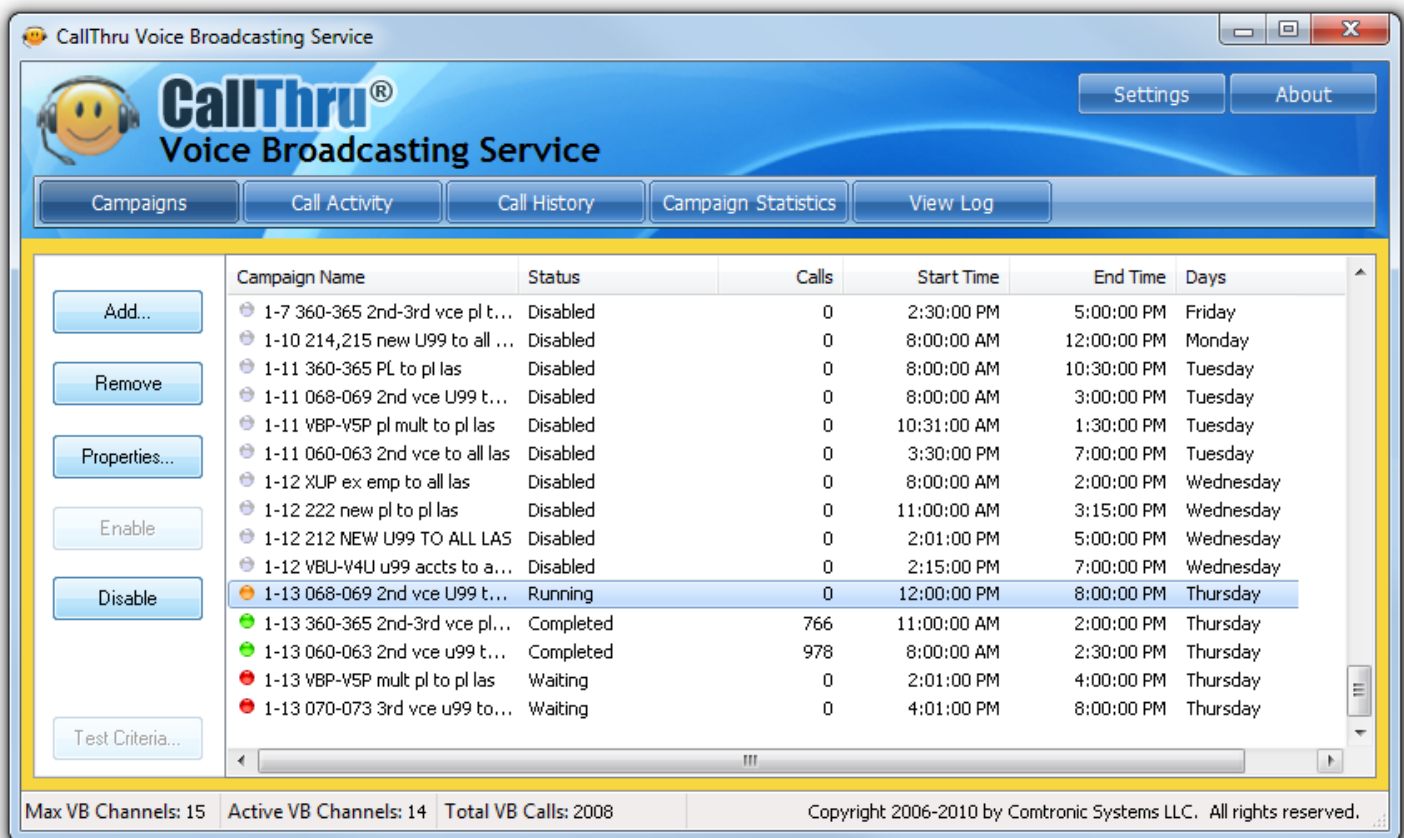 CallThru Voice Broadcasting Service
CallThru®
Voice Broadcasting Service
Settings About
Campaigns Call Activity Call History Campaign Statistics View Log
Add...
Remove
Properties...
Enable
Disable
Test Criteria...
Campaign Name Status Calls Start Time End Time Days
1-7 360-365 2nd-3rd vce pl t... Disabled 0 2:30:00 PM 5:00:00 PM Friday
1-10 214,215 new U99 to all ... Disabled 0 8:00:00 AM 12:00:00 PM Monday
1-11 360-365 PL to pl las Disabled 0 8:00:00 AM 10:30:00 PM Tuesday
1-11 068-069 2nd vce U99 t... Disabled 0 8:00:00 AM 3:00:00 PM Tuesday
1-11 VBP-V5P pl mult to pl las Disabled 0 10:31:00 AM 1:30:00 PM Tuesday
1-11 060-063 2nd vce to all las Disabled 0 3:30:00 PM 7:00:00 PM Tuesday
1-12 XUP ex emp to all las Disabled 0 8:00:00 AM 2:00:00 PM Wednesday
1-12 222 new pl to pl las Disabled 0 11:00:00 AM 3:15:00 PM Wednesday
1-12 212 NEW U99 TO ALL LAS Disabled 0 2:01:00 PM 5:00:00 PM Wednesday
1-12 VBU-V4U u99 accts to a... Disabled 0 2:15:00 PM 7:00:00 PM Wednesday
1-13 068-069 2nd vce U99 t... Running 0 12:00:00 PM 8:00:00 PM Thursday
1-13 360-365 2nd-3rd vce pl... Completed 766 11:00:00 AM 2:00:00 PM Thursday
1-13 060-063 2nd vce u99 t... Completed 978 8:00:00 AM 2:30:00 PM Thursday
1-13 VBP-V5P mult pl to pl las Waiting 0 2:01:00 PM 4:00:00 PM Thursday
1-13 070-073 3rd vce u99 to... Waiting 0 4:01:00 PM 8:00:00 PM Thursday
Max VB Channels: 15 Active VB Channels: 14 Total VB Calls: 2008 Copyright 2006-2010 by Comtronic Systems LLC. All rights reserved.